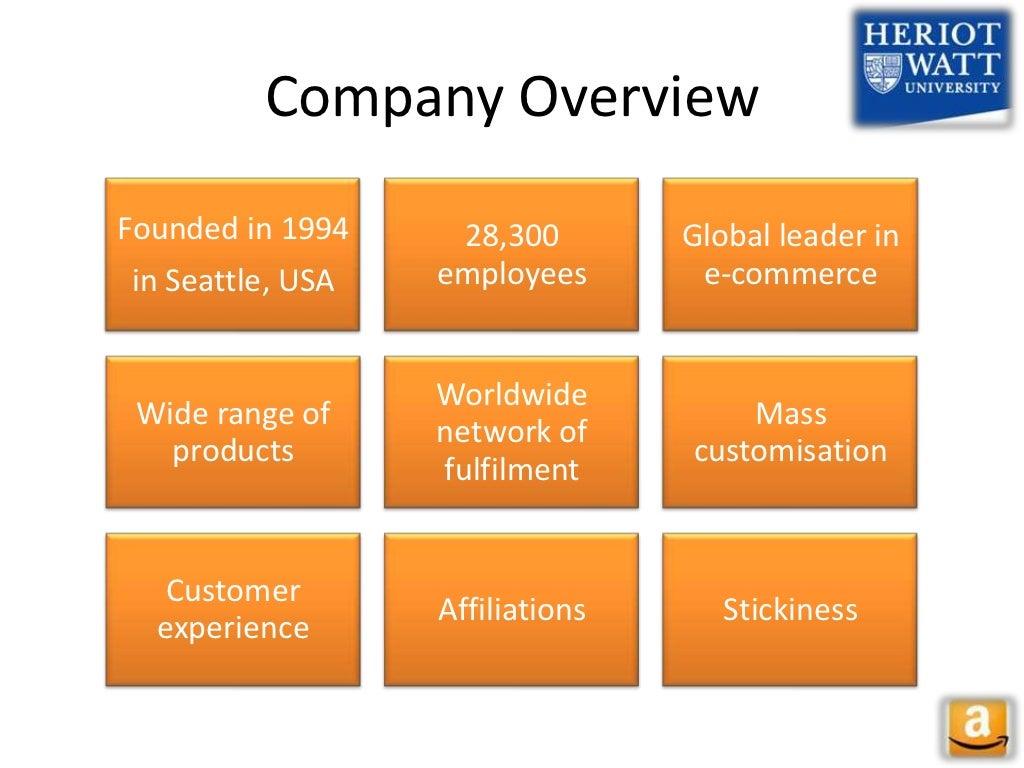 HERIOT
WATT
UNIVERSITY
Company Overview
Founded in 1994
in Seattle, USA
28,300
employees
Global leader in
e-commerce
Wide range of
products
Worldwide
network of
fulfilment
Mass
customisation
Customer
experience
Affiliations
Stickiness
a